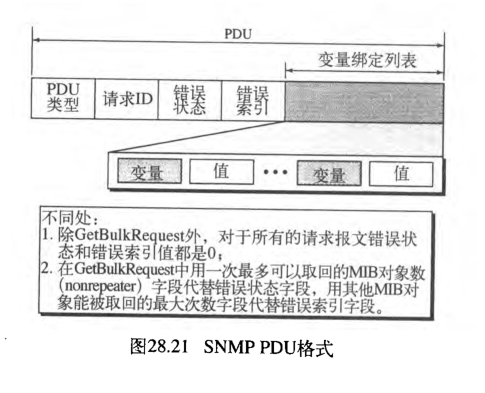 PDU
变量绑定列表
PDU
类型
请求ID
错误
状态
错误
索引
变量
值
•••
变量
值
不同处：
1. 除GetBulkRequest外，对于所有的请求报文错误状
态和错误索引值都是0；
2. 在GetBulkRequest中用一次最多可以取回的MIB对象数
（nonrepeater）字段代替错误状态字段，用其他MIB对
象能被取回的最大次数字段代替错误索引字段。
图28.21 SNMP PDU格式